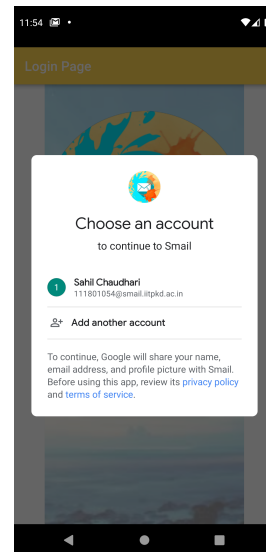 11:54
Login Page
Choose an account
to continue to Smail
1
Sahil Chaudhari
111801054@smail.iitpkd.ac.in
Add another account
To continue, Google will share your name,
email address, and profile picture with Smail.
Before using this app, review its privacy policy
and terms of service.